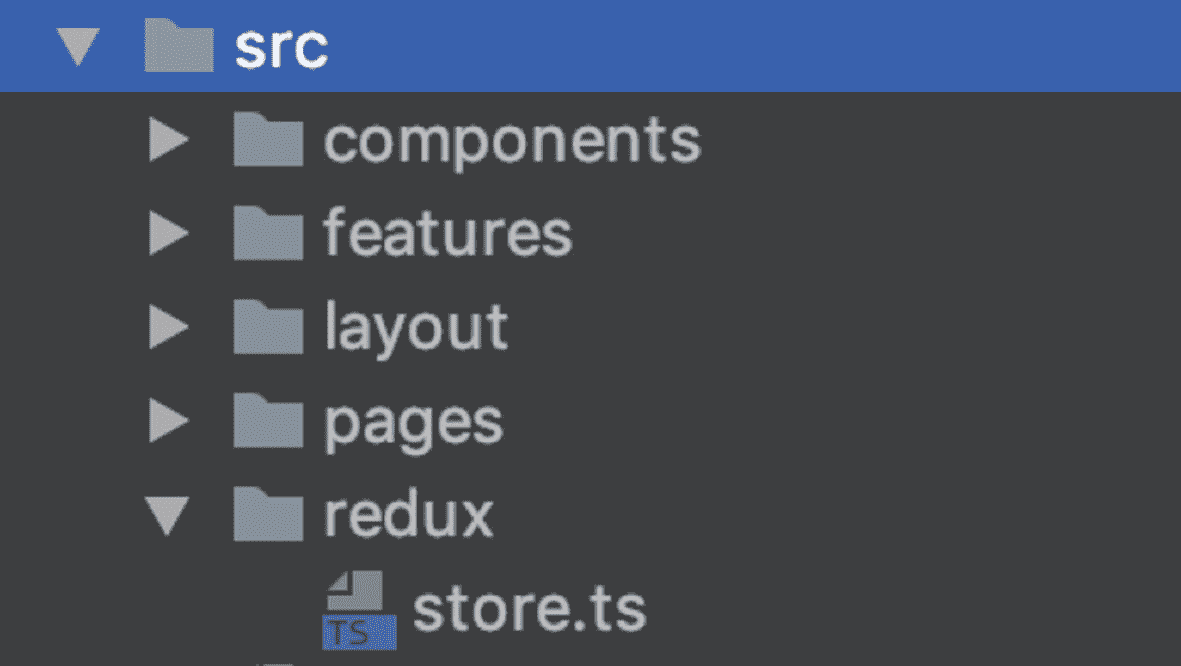 src
components
features
layout
pages
redux
store.ts
TS